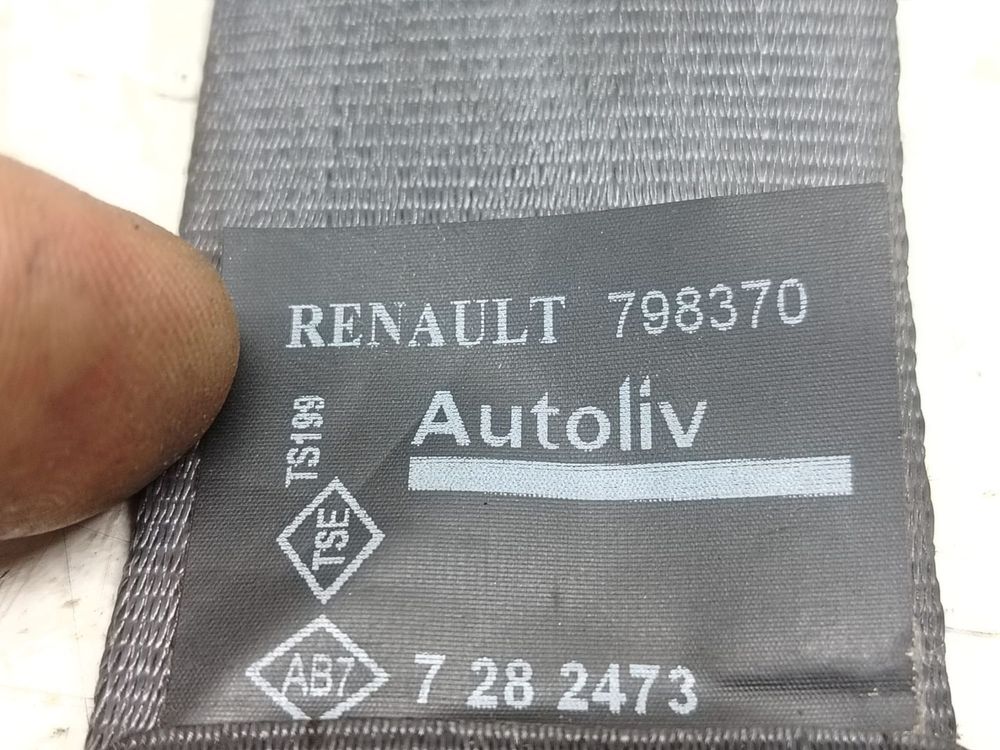 RENAULT 798370
Autoliv
TS199
TSE
AB7 7 28 2473